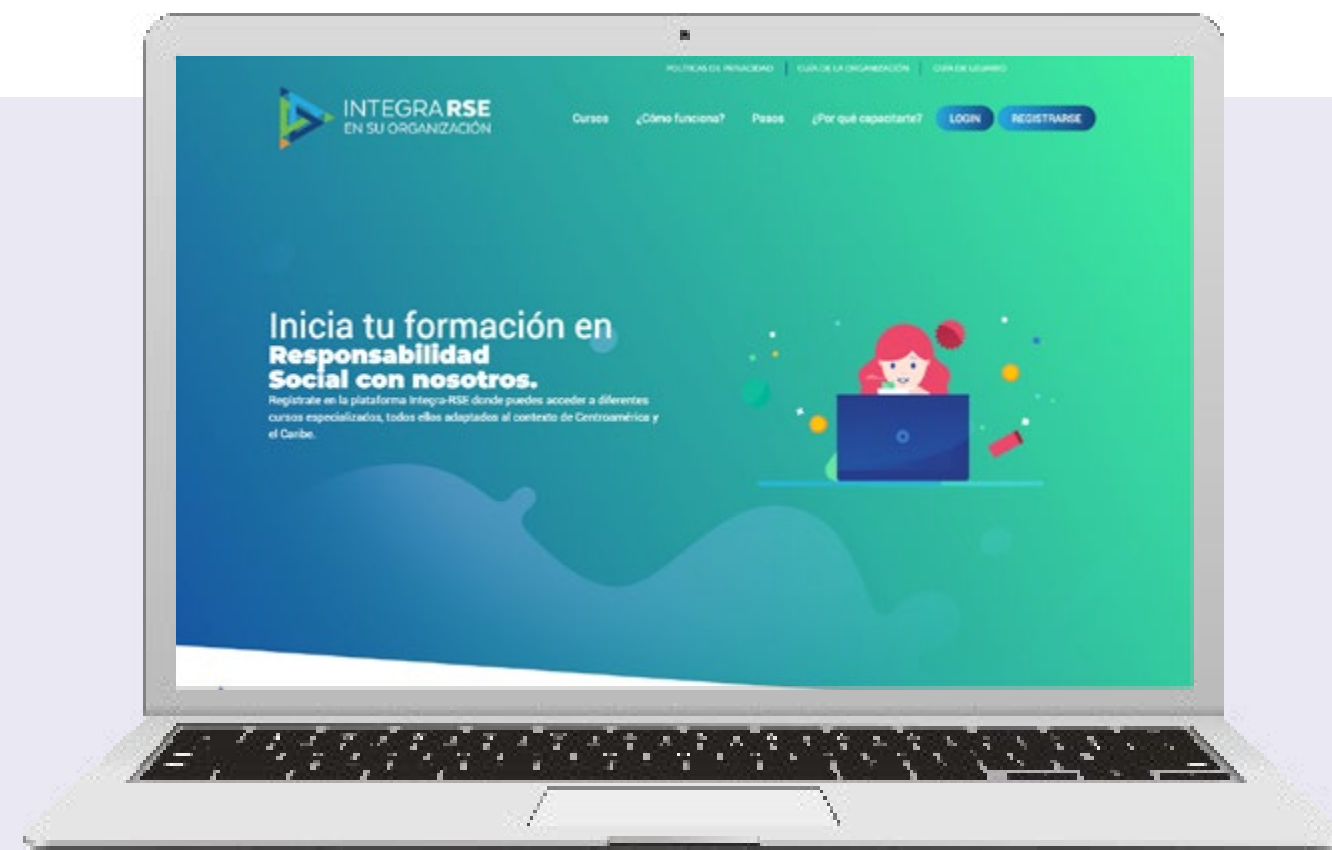 POLÍTICAS DE PRIVACIDAD | GUÍA DE LA ORGANIZACIÓN | GUÍA DE USUARIO
INTEGRARSE
EN SU ORGANIZACIÓN
Cursos ¿Cómo funciona? Pasos ¿Por qué capacitarte? LOGIN REGISTRARSE
Inicia tu formación en
Responsabilidad
Social con nosotros.
Regístrate en la plataforma Integra-RSE donde puedes acceder a diferentes
cursos especializados, todos ellos adaptados al contexto de Centroamérica y
el Caribe.